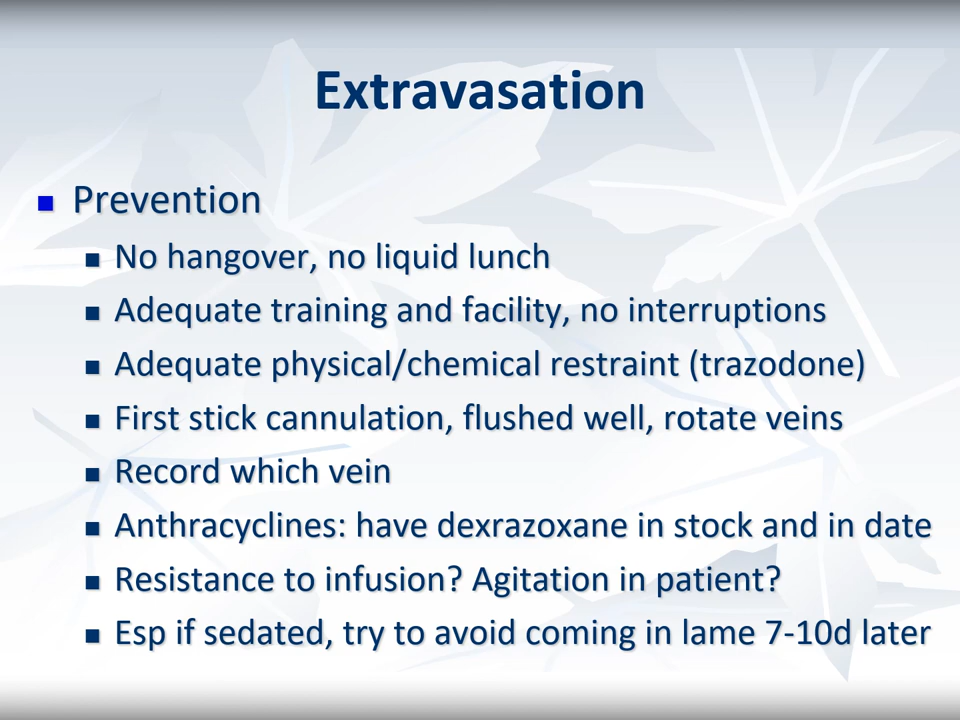 Extravasation
Prevention
No hangover, no liquid lunch
Adequate training and facility, no interruptions
Adequate physical/chemical restraint (trazodone)
First stick cannulation, flushed well, rotate veins
Record which vein
Anthracyclines: have dexrazoxane in stock and in date
Resistance to infusion? Agitation in patient?
Esp if sedated, try to avoid coming in lame 7-10d later